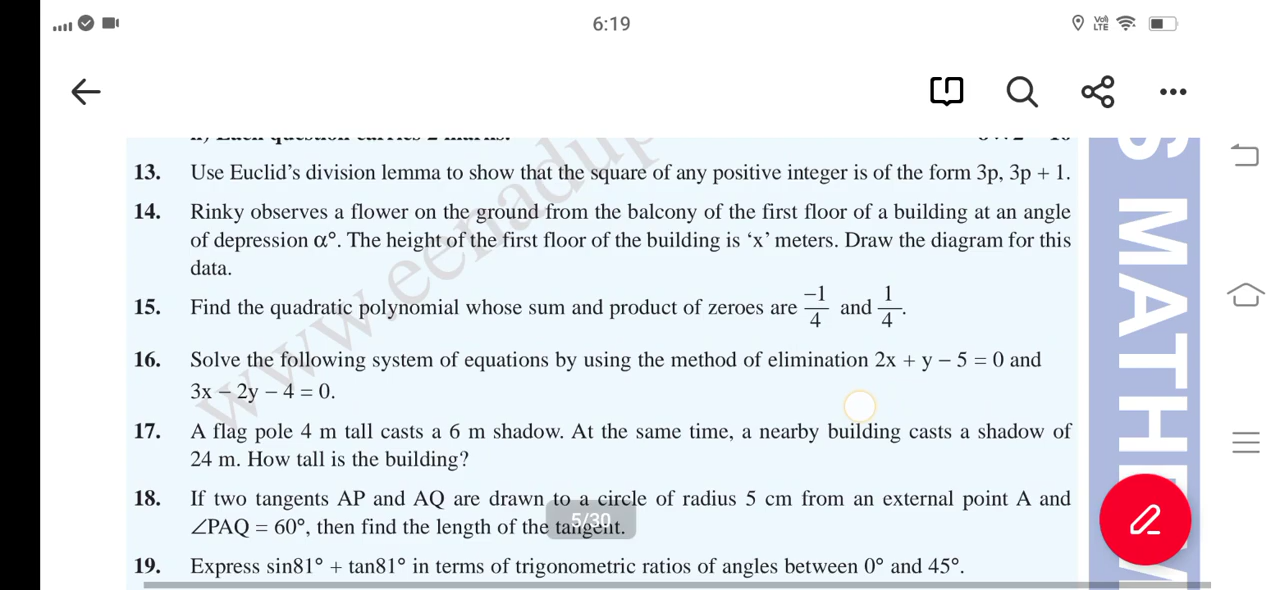 6:19
Vo)
LTE
13. Use Euclid's division lemma to show that the square of any positive integer is of the form 3p, 3p + 1.
14. Rinky observes a flower on the ground from the balcony of the first floor of a building at an angle
of depression α°. The height of the first floor of the building is ‘x’ meters. Draw the diagram for this
data.
15. Find the quadratic polynomial whose sum and product of zeroes are −1/4 and 1/4.
16. Solve the following system of equations by using the method of elimination 2x + y − 5 = 0 and
3x − 2y − 4 = 0.
17. A flag pole 4 m tall casts a 6 m shadow. At the same time, a nearby building casts a shadow of
24 m. How tall is the building?
18. If two tangents AP and AQ are drawn to a circle of radius 5 cm from an external point A and
∠PAQ = 60°, then find the length of the tangent.
5/30
19. Express sin81° + tan81° in terms of trigonometric ratios of angles between 0° and 45°.
www.eenadup
S MATHEM